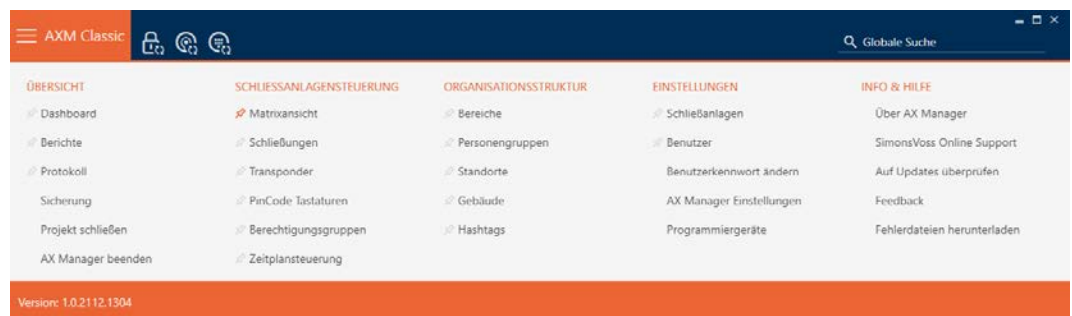 AXM Classic
Globale Suche
ÜBERSICHT
Dashboard
Berichte
Protokoll
Sicherung
Projekt schließen
AX Manager beenden
SCHLIESSANLAGENSTEUERUNG
Matrixansicht
Schließungen
Transponder
PinCode Tastaturen
Berechtigungsgruppen
Zeitplansteuerung
ORGANISATIONSSTRUKTUR
Bereiche
Personengruppen
Standorte
Gebäude
Hashtags
EINSTELLUNGEN
Schließanlagen
Benutzer
Benutzerkennwort ändern
AX Manager Einstellungen
Programmiergeräte
INFO & HILFE
Über AX Manager
SimonsVoss Online Support
Auf Updates überprüfen
Feedback
Fehlerdateien herunterladen
Version: 1.0.2112.1304